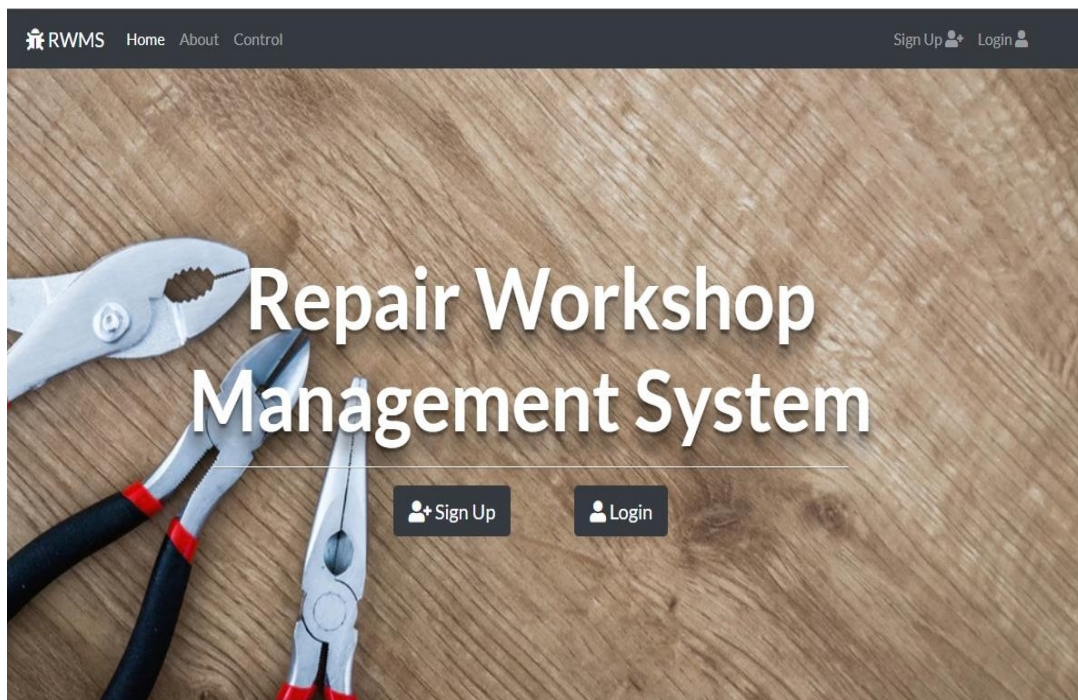 RWMS Home About Control Sign Up Login
Repair Workshop
Management System
Sign Up Login